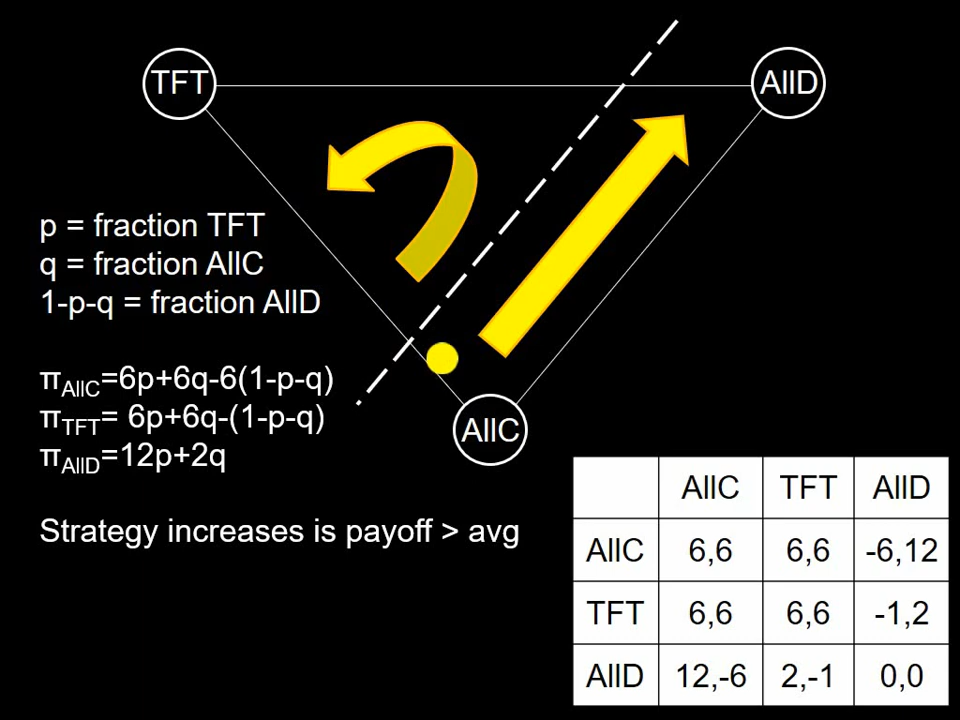 TFT
AllD
p = fraction TFT
q = fraction AllC
1-p-q = fraction AllD
πAllC=6p+6q-6(1-p-q)
πTFT= 6p+6q-(1-p-q)
πAllD=12p+2q
AllC
Strategy increases is payoff > avg
AllC TFT AllD
AllC 6,6 6,6 -6,12
TFT 6,6 6,6 -1,2
AllD 12,-6 2,-1 0,0